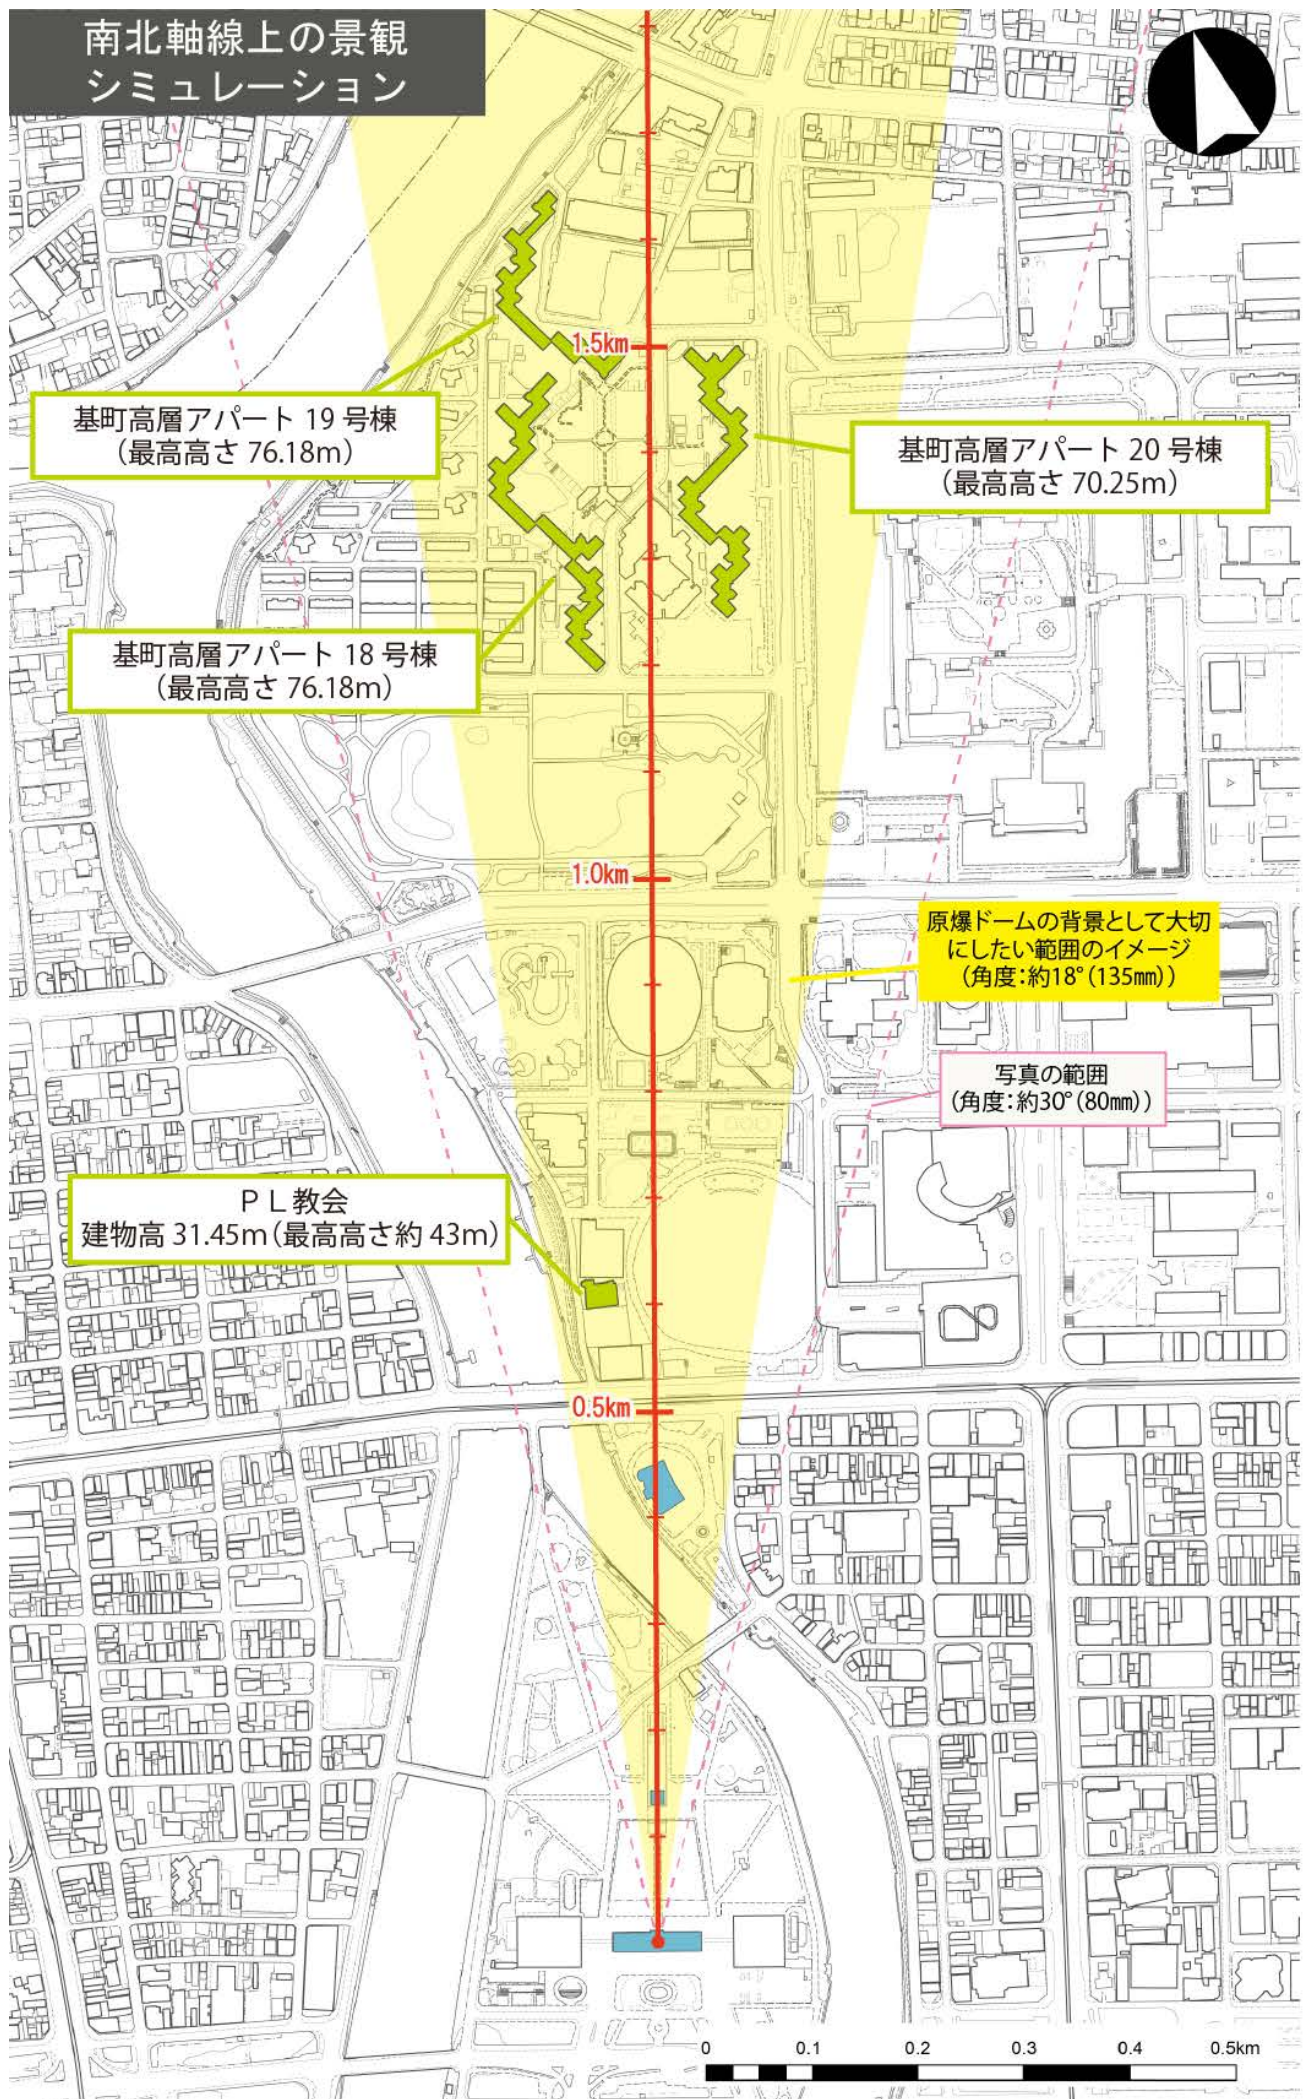 南北軸線上の景観
シミュレーション
1.5km
基町高層アパート 19 号棟
（最高高さ 76.18m）
基町高層アパート 20 号棟
（最高高さ 70.25m）
基町高層アパート 18 号棟
（最高高さ 76.18m）
1.0km
原爆ドームの背景として大切
にしたい範囲のイメージ
（角度：約18°（135㎜））
写真の範囲
（角度：約30°（80㎜））
ＰＬ教会
建物高 31.45m（最高高さ約 43m）
0.5km
0 0.1 0.2 0.3 0.4 0.5km